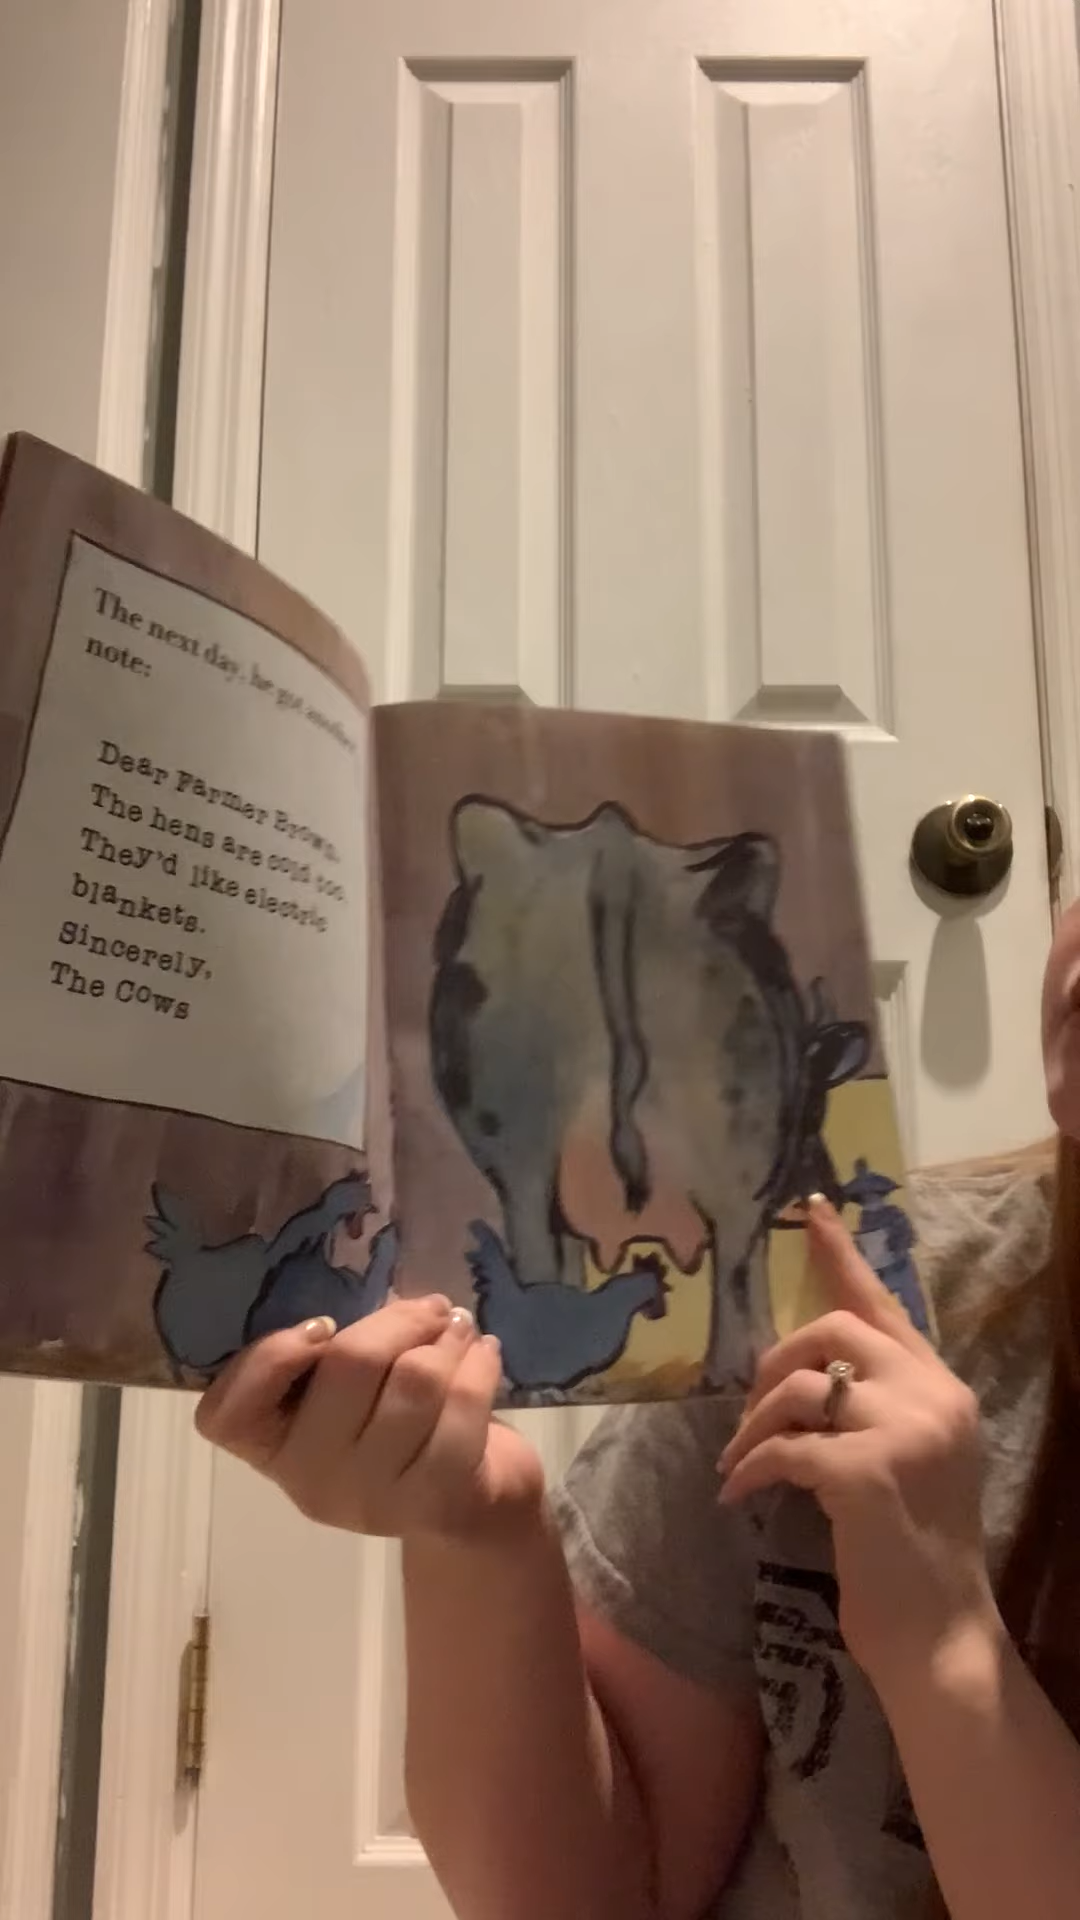 The next day, he got another
note:
Dear Farmer Brown,
The hens are cold too.
They'd like electric
blankets.
Sincerely,
The Cows